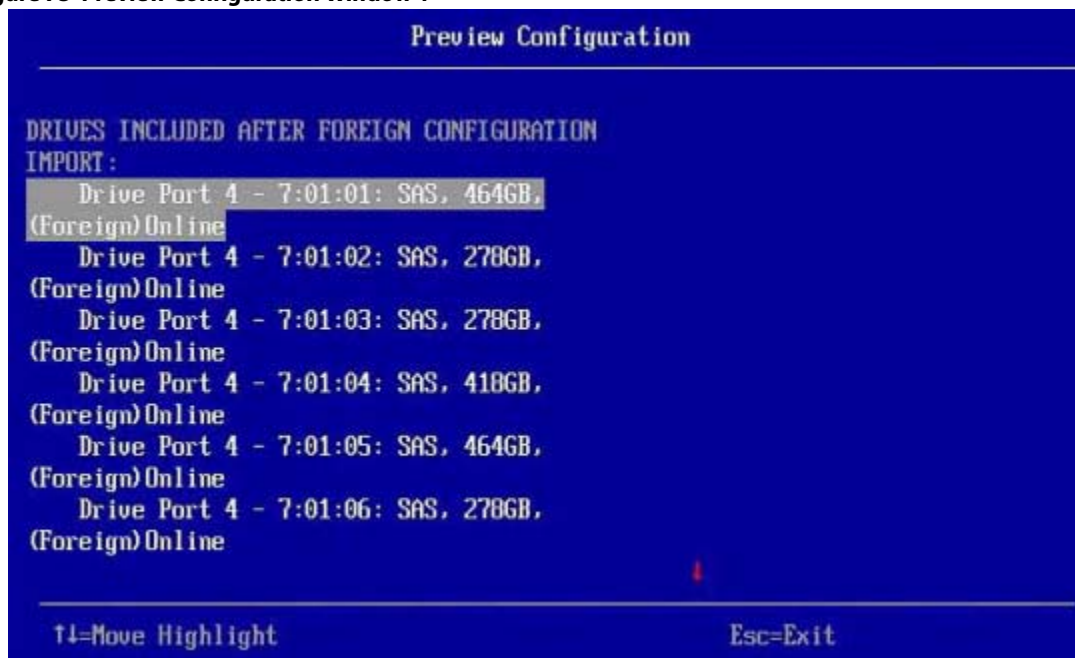 Preview Configuration
DRIVES INCLUDED AFTER FOREIGN CONFIGURATION
IMPORT:
Drive Port 4 - 7:01:01: SAS, 464GB,
(Foreign)Online
Drive Port 4 - 7:01:02: SAS, 278GB,
(Foreign)Online
Drive Port 4 - 7:01:03: SAS, 278GB,
(Foreign)Online
Drive Port 4 - 7:01:04: SAS, 418GB,
(Foreign)Online
Drive Port 4 - 7:01:05: SAS, 464GB,
(Foreign)Online
Drive Port 4 - 7:01:06: SAS, 278GB,
(Foreign)Online
↓
↑↓=Move Highlight Esc=Exit